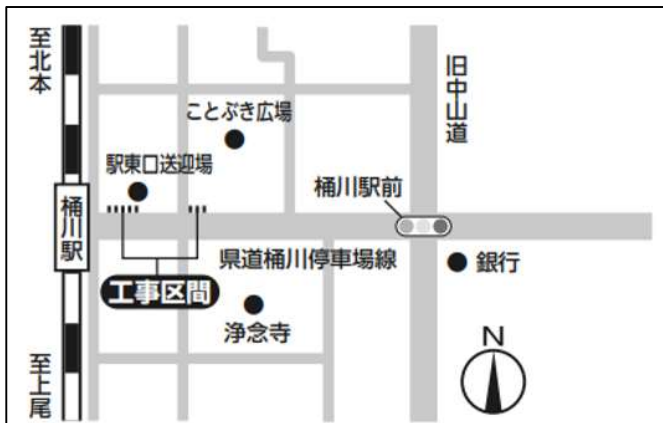 至北本
旧中山道
ことぶき広場
駅東口送迎場
桶川駅前
桶川駅
県道桶川停車場線
銀行
工事区間
浄念寺
N
至上尾